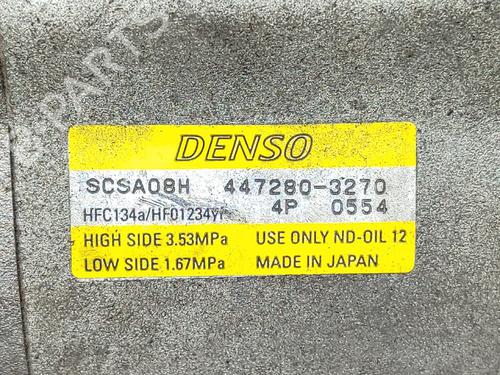 DENSO
SCSA08H 447280-3270
HFC134a/HFO1234yf 4P 0554
HIGH SIDE 3.53MPa USE ONLY ND-OIL 12
LOW SIDE 1.67MPa MADE IN JAPAN